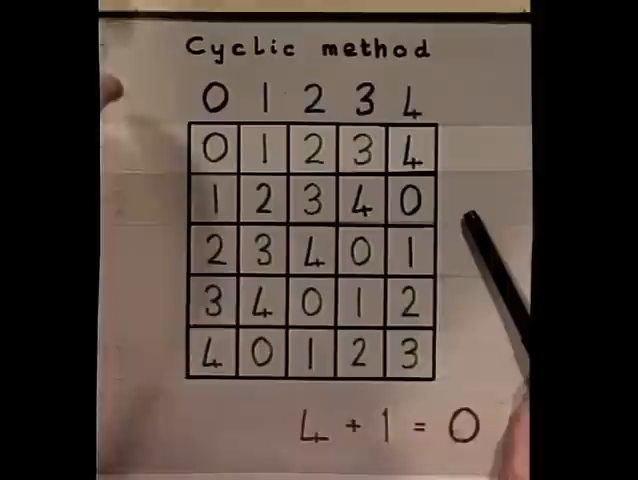 Cyclic method
0 1 2 3 4
0 1 2 3 4
1 2 3 4 0
2 3 4 0 1
3 4 0 1 2
4 0 1 2 3
4 + 1 = 0